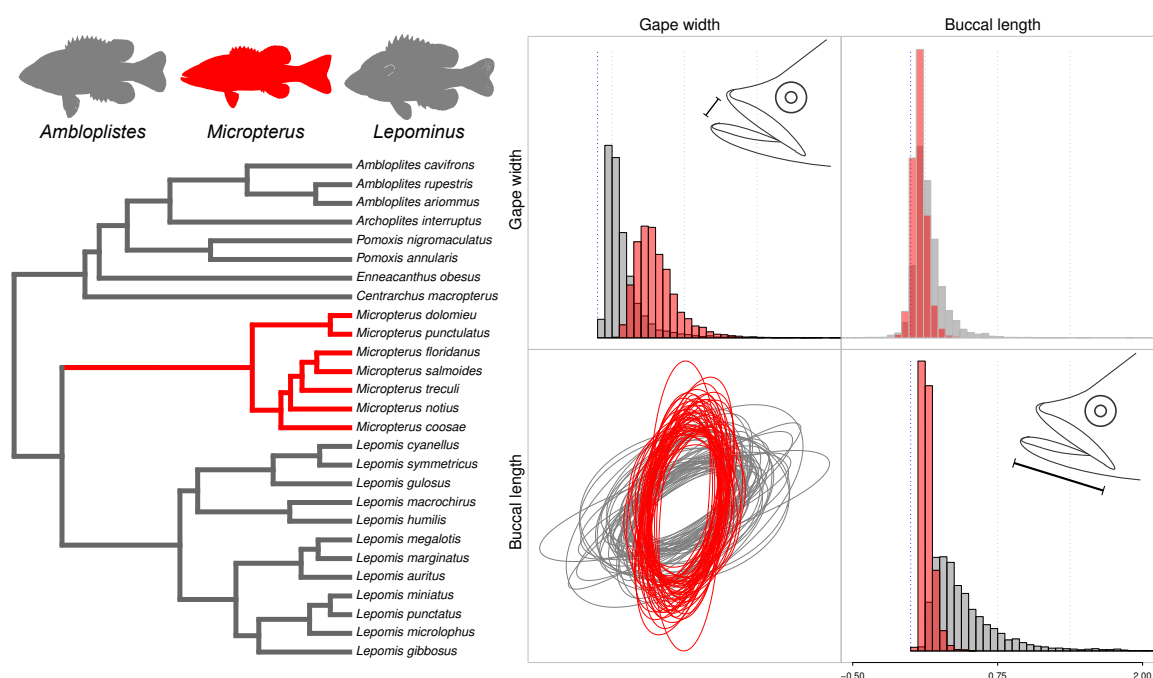 Ambloplistes
Micropterus
Lepominus
Ambloplites cavifrons
Ambloplites rupestris
Ambloplites ariommus
Archoplites interruptus
Pomoxis nigromaculatus
Pomoxis annularis
Enneacanthus obesus
Centrarchus macropterus
Micropterus dolomieu
Micropterus punctulatus
Micropterus floridanus
Micropterus salmoides
Micropterus treculi
Micropterus notius
Micropterus coosae
Lepomis cyanellus
Lepomis symmetricus
Lepomis gulosus
Lepomis macrochirus
Lepomis humilis
Lepomis megalotis
Lepomis marginatus
Lepomis auritus
Lepomis miniatus
Lepomis punctatus
Lepomis microlophus
Lepomis gibbosus
Gape width
Buccal length
Gape width
Buccal length
-0.50 0.75 2.00